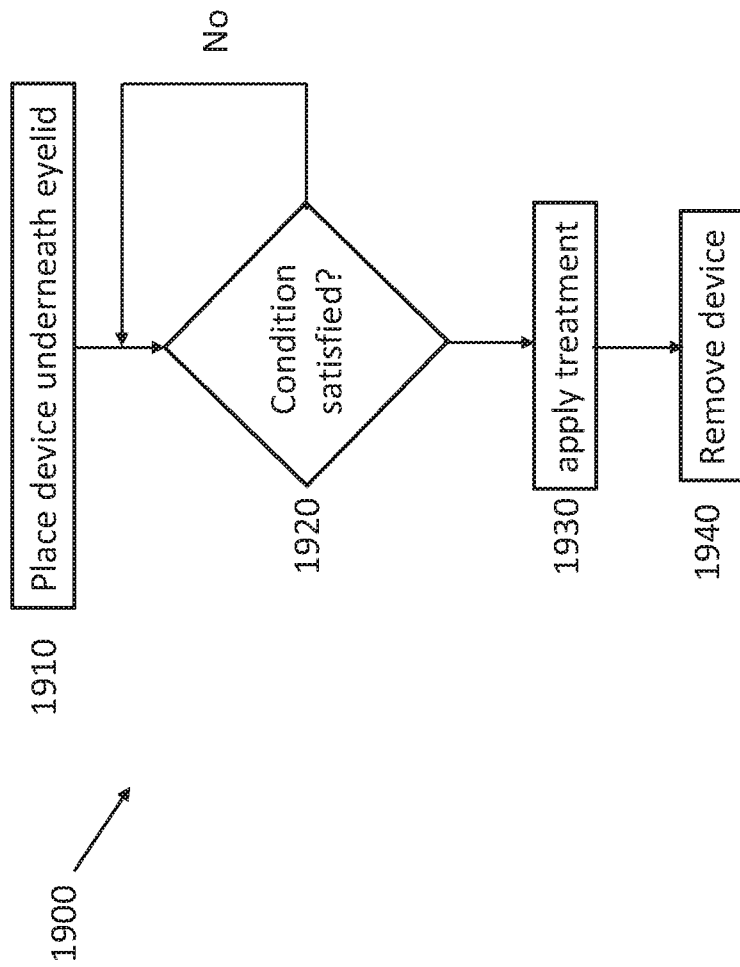 1900
1910
Place device underneath eyelid
No
1920
Condition
satisfied?
1930
apply treatment
1940
Remove device